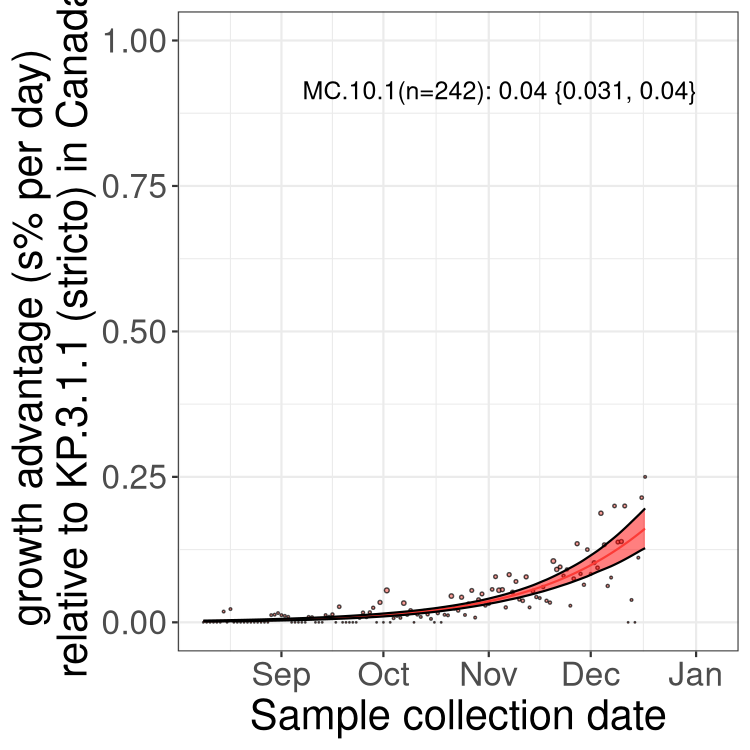 growth advantage (s% per day)
relative to KP.3.1.1 (stricto) in Canada
1.00
0.75
0.50
0.25
0.00
MC.10.1(n=242): 0.04 {0.031, 0.04}
Sep Oct Nov Dec Jan
Sample collection date